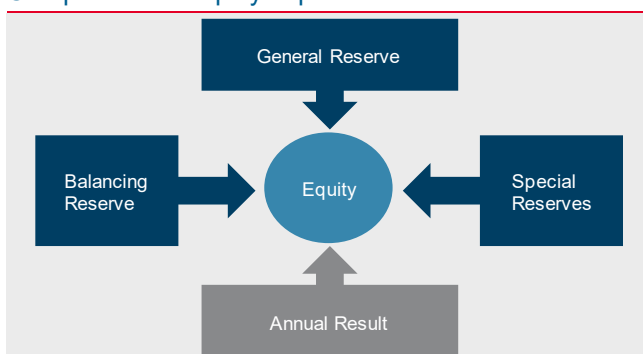 General Reserve
Balancing
Reserve
Equity
Special
Reserves
Annual Result